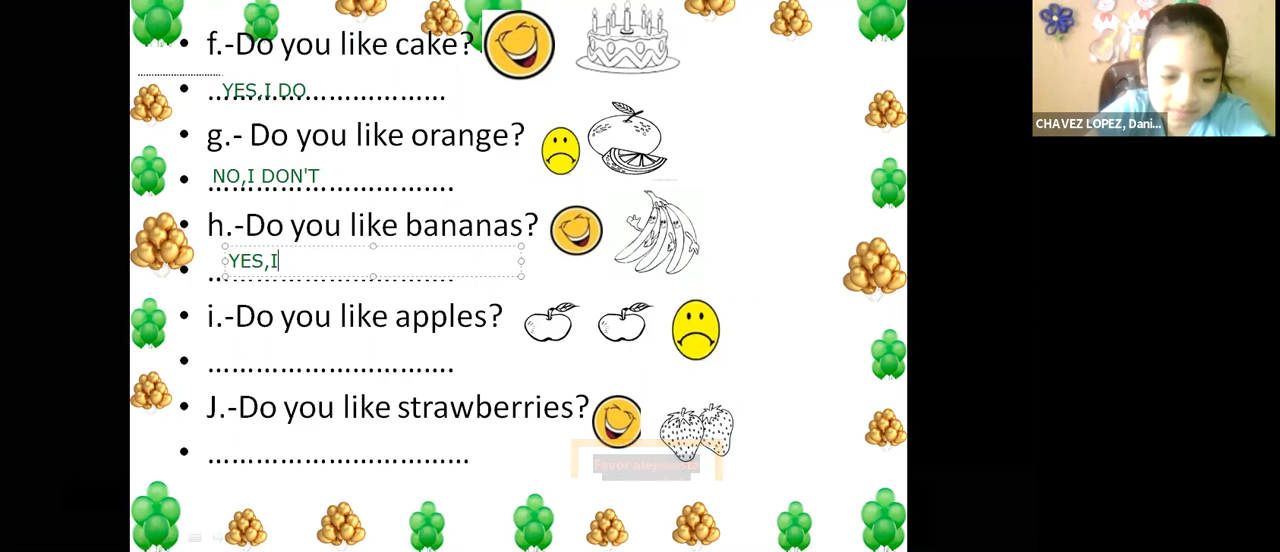 f.-Do you like cake?
YES,I DO
g.- Do you like orange?
NO,I DON'T
h.-Do you like bananas?
YES,I
i.-Do you like apples?
J.-Do you like strawberries?
CHAVEZ LOPEZ, Dani...